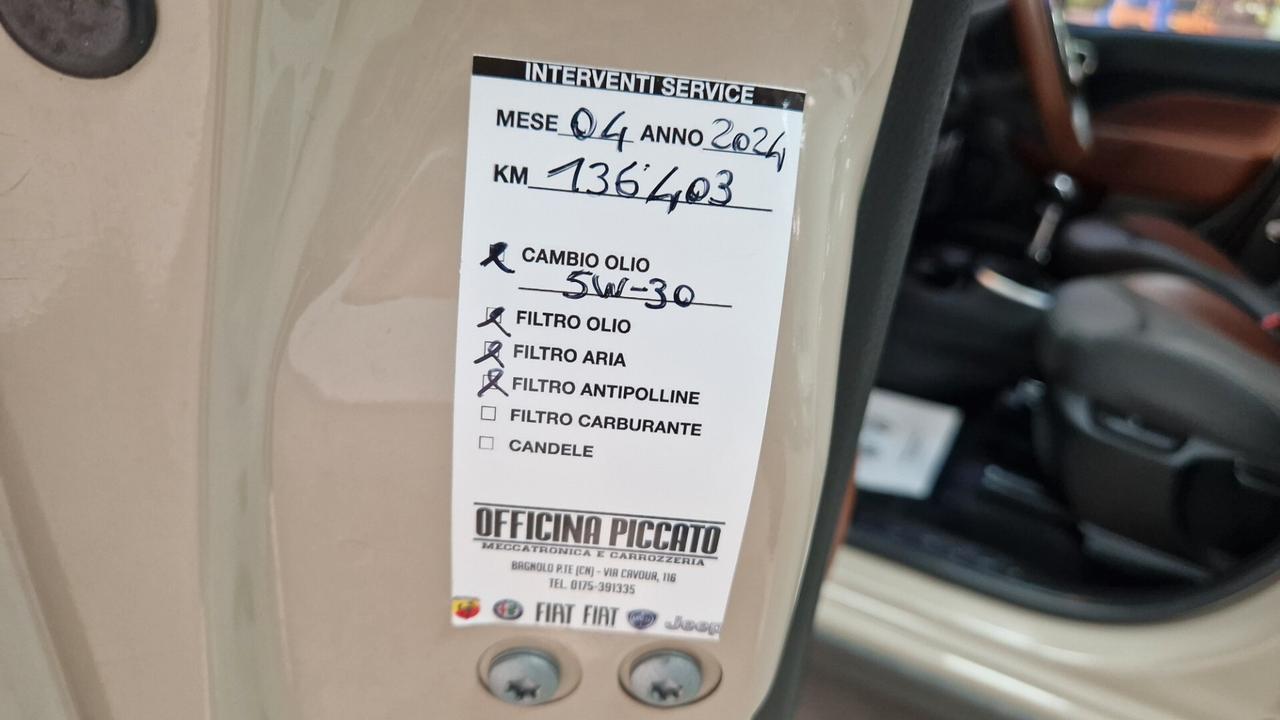 INTERVENTI SERVICE
MESE 04 ANNO 2024
KM 136'403
CAMBIO OLIO
5W-30
FILTRO OLIO
FILTRO ARIA
FILTRO ANTIPOLLINE
FILTRO CARBURANTE
CANDELE
OFFICINA PICCATO
MECCATRONICA E CARROZZERIA
BAGNOLO P.TE (CN) - VIA CAVOUR, 116
TEL. 0175-391335
FIAT FIAT Jeep